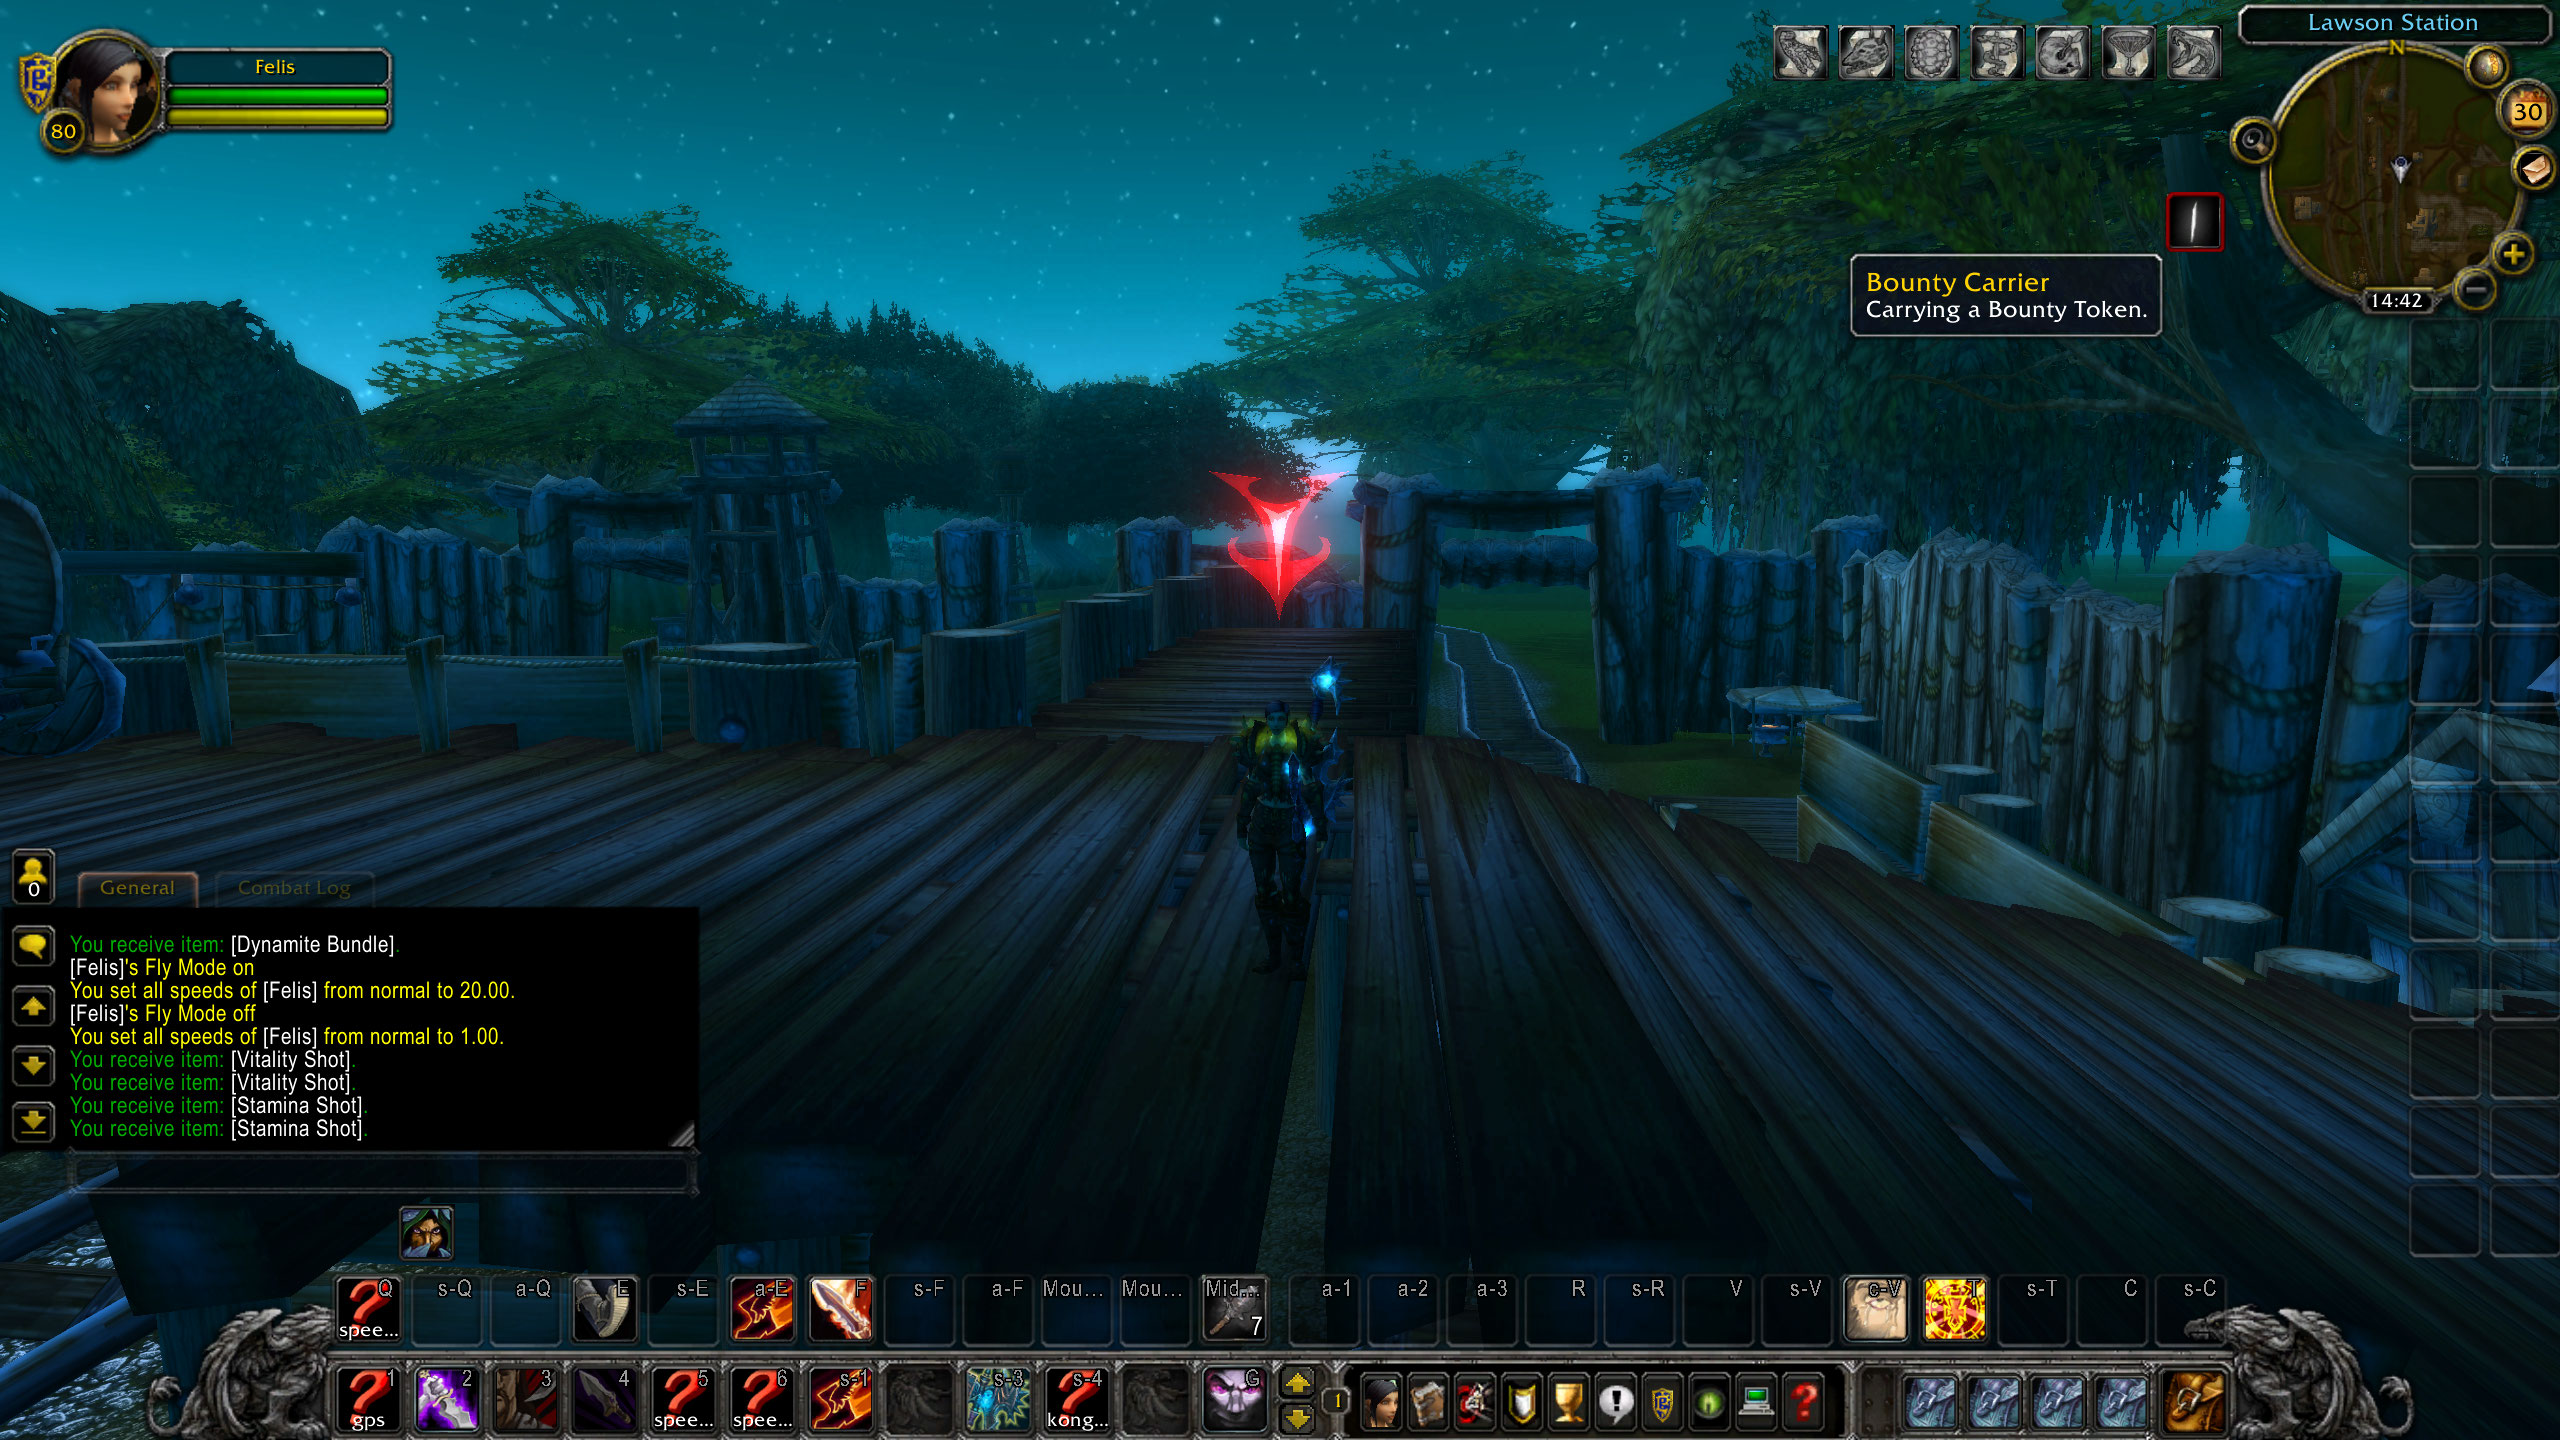 Lawson Station
N
Felis
80
30
Bounty Carrier
Carrying a Bounty Token.
14:42
0
General
Combat Log
You receive item: [Dynamite Bundle].
[Felis]'s Fly Mode on
You set all speeds of [Felis] from normal to 20.00.
[Felis]'s Fly Mode off
You set all speeds of [Felis] from normal to 1.00.
You receive item: [Vitality Shot].
You receive item: [Vitality Shot].
You receive item: [Stamina Shot].
You receive item: [Stamina Shot].
Q s-Q a-Q E s-E a-E F s-F a-F Mou... Mou... Mid... a-1 a-2 a-3 R s-R V s-V c-V T s-T C s-C
spee... 7
1 2 3 4 5 6 s-1 s-3 s-4 G
1
gps spee... spee... kong...